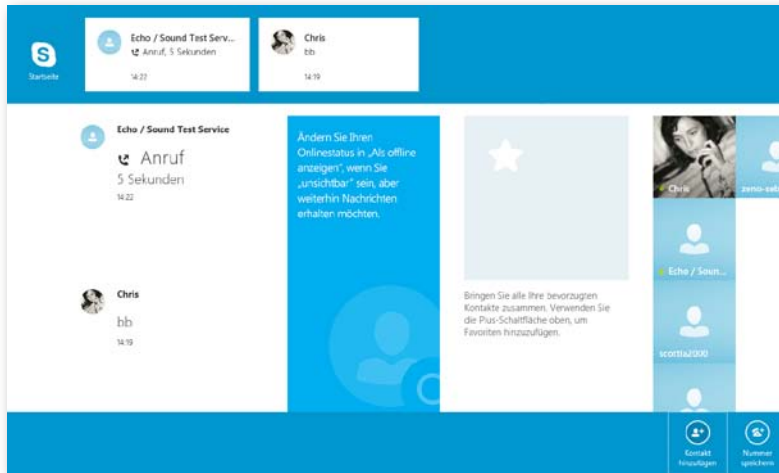 Startseite
Echo / Sound Test Serv...
Anruf, 5 Sekunden
14:22
Chris
bb
14:19
Echo / Sound Test Service
Anruf
5 Sekunden
14:22
Chris
bb
14:19
Ändern Sie Ihren
Onlinestatus in „Als offline
anzeigen", wenn Sie
„unsichtbar" sein, aber
weiterhin Nachrichten
erhalten möchten.
Bringen Sie alle Ihre bevorzugten
Kontakte zusammen. Verwenden Sie
die Plus-Schaltfläche oben, um
Favoriten hinzuzufügen.
Chris
Echo / Soun...
scottla2000
Kontakt
hinzufügen
Nummer
speichern